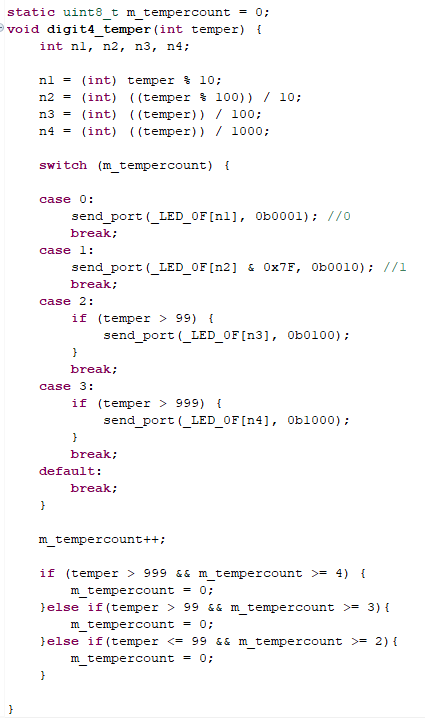 static uint8_t m_tempercount = 0;
void digit4_temper(int temper) {
    int n1, n2, n3, n4;

    n1 = (int) temper % 10;
    n2 = (int) ((temper % 100)) / 10;
    n3 = (int) ((temper)) / 100;
    n4 = (int) ((temper)) / 1000;

    switch (m_tempercount) {

    case 0:
        send_port(_LED_0F[n1], 0b0001); //0
        break;
    case 1:
        send_port(_LED_0F[n2] & 0x7F, 0b0010); //1
        break;
    case 2:
        if (temper > 99) {
            send_port(_LED_0F[n3], 0b0100);
        }
        break;
    case 3:
        if (temper > 999) {
            send_port(_LED_0F[n4], 0b1000);
        }
        break;
    default:
        break;
    }

    m_tempercount++;

    if (temper > 999 && m_tempercount >= 4) {
        m_tempercount = 0;
    }else if(temper > 99 && m_tempercount >= 3){
        m_tempercount = 0;
    }else if(temper <= 99 && m_tempercount >= 2){
        m_tempercount = 0;
    }

}